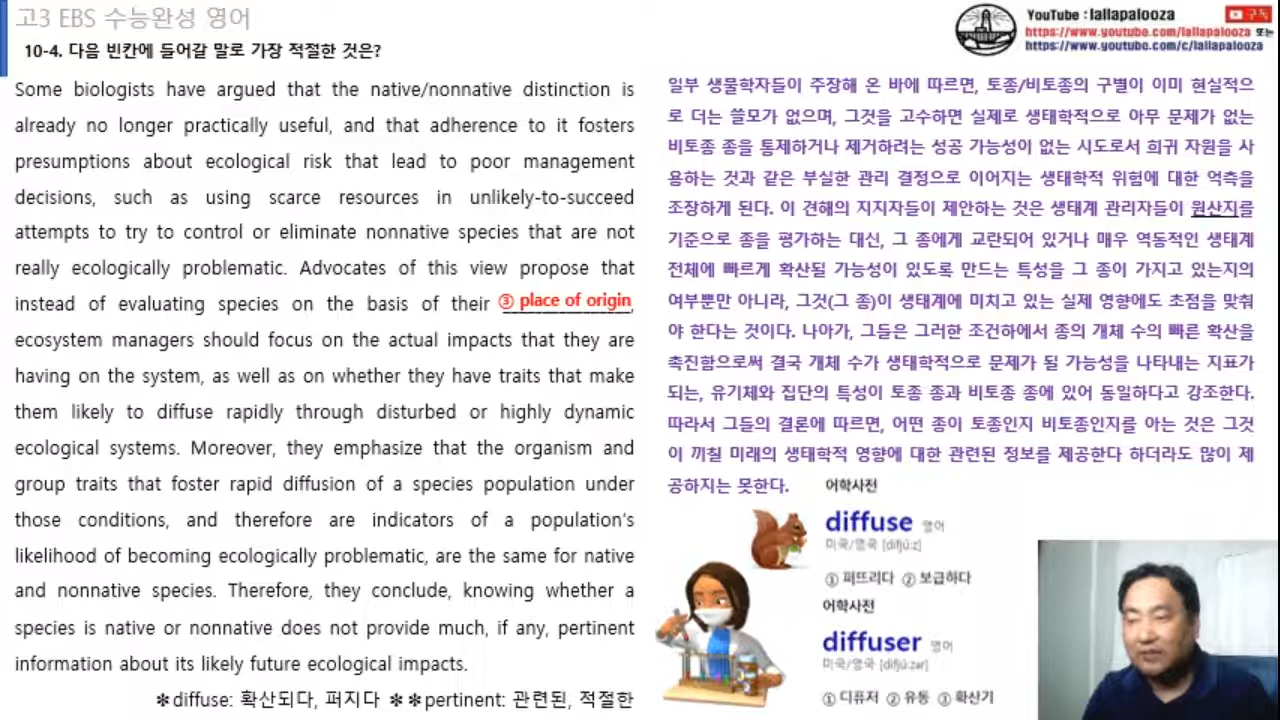 고3 EBS 수능완성 영어
YouTube : lallapalooza
구독
https://www.youtube.com/lallapalooza 또는
https://www.youtube.com/c/lallapalooza
10-4. 다음 빈칸에 들어갈 말로 가장 적절한 것은?
Some biologists have argued that the native/nonnative distinction is
already no longer practically useful, and that adherence to it fosters
presumptions about ecological risk that lead to poor management
decisions, such as using scarce resources in unlikely-to-succeed
attempts to try to control or eliminate nonnative species that are not
really ecologically problematic. Advocates of this view propose that
instead of evaluating species on the basis of their ③ place of origin,
ecosystem managers should focus on the actual impacts that they are
having on the system, as well as on whether they have traits that make
them likely to diffuse rapidly through disturbed or highly dynamic
ecological systems. Moreover, they emphasize that the organism and
group traits that foster rapid diffusion of a species population under
those conditions, and therefore are indicators of a population's
likelihood of becoming ecologically problematic, are the same for native
and nonnative species. Therefore, they conclude, knowing whether a
species is native or nonnative does not provide much, if any, pertinent
information about its likely future ecological impacts.
*diffuse: 확산되다, 퍼지다 **pertinent: 관련된, 적절한
일부 생물학자들이 주장해 온 바에 따르면, 토종/비토종의 구별이 이미 현실적으
로 더는 쓸모가 없으며, 그것을 고수하면 실제로 생태학적으로 아무 문제가 없는
비토종 종을 통제하거나 제거하려는 성공 가능성이 없는 시도로서 희귀 자원을 사
용하는 것과 같은 부실한 관리 결정으로 이어지는 생태학적 위험에 대한 억측을
조장하게 된다. 이 견해의 지지자들이 제안하는 것은 생태계 관리자들이 원산지를
기준으로 종을 평가하는 대신, 그 종에게 교란되어 있거나 매우 역동적인 생태계
전체에 빠르게 확산될 가능성이 있도록 만드는 특성을 그 종이 가지고 있는지의
여부뿐만 아니라, 그것(그 종)이 생태계에 미치고 있는 실제 영향에도 초점을 맞춰
야 한다는 것이다. 나아가, 그들은 그러한 조건하에서 종의 개체 수의 빠른 확산을
촉진함으로써 결국 개체 수가 생태학적으로 문제가 될 가능성을 나타내는 지표가
되는, 유기체와 집단의 특성이 토종 종과 비토종 종에 있어 동일하다고 강조한다.
따라서 그들의 결론에 따르면, 어떤 종이 토종인지 비토종인지를 아는 것은 그것
이 끼칠 미래의 생태학적 영향에 대한 관련된 정보를 제공한다 하더라도 많이 제
공하지는 못한다.
어학사전
diffuse 영어
미국/영국 [difjú:z]
① 퍼뜨리다 ② 보급하다
어학사전
diffuser 영어
미국/영국 [difjú:zər]
① 디퓨저 ② 유동 ③ 확산기